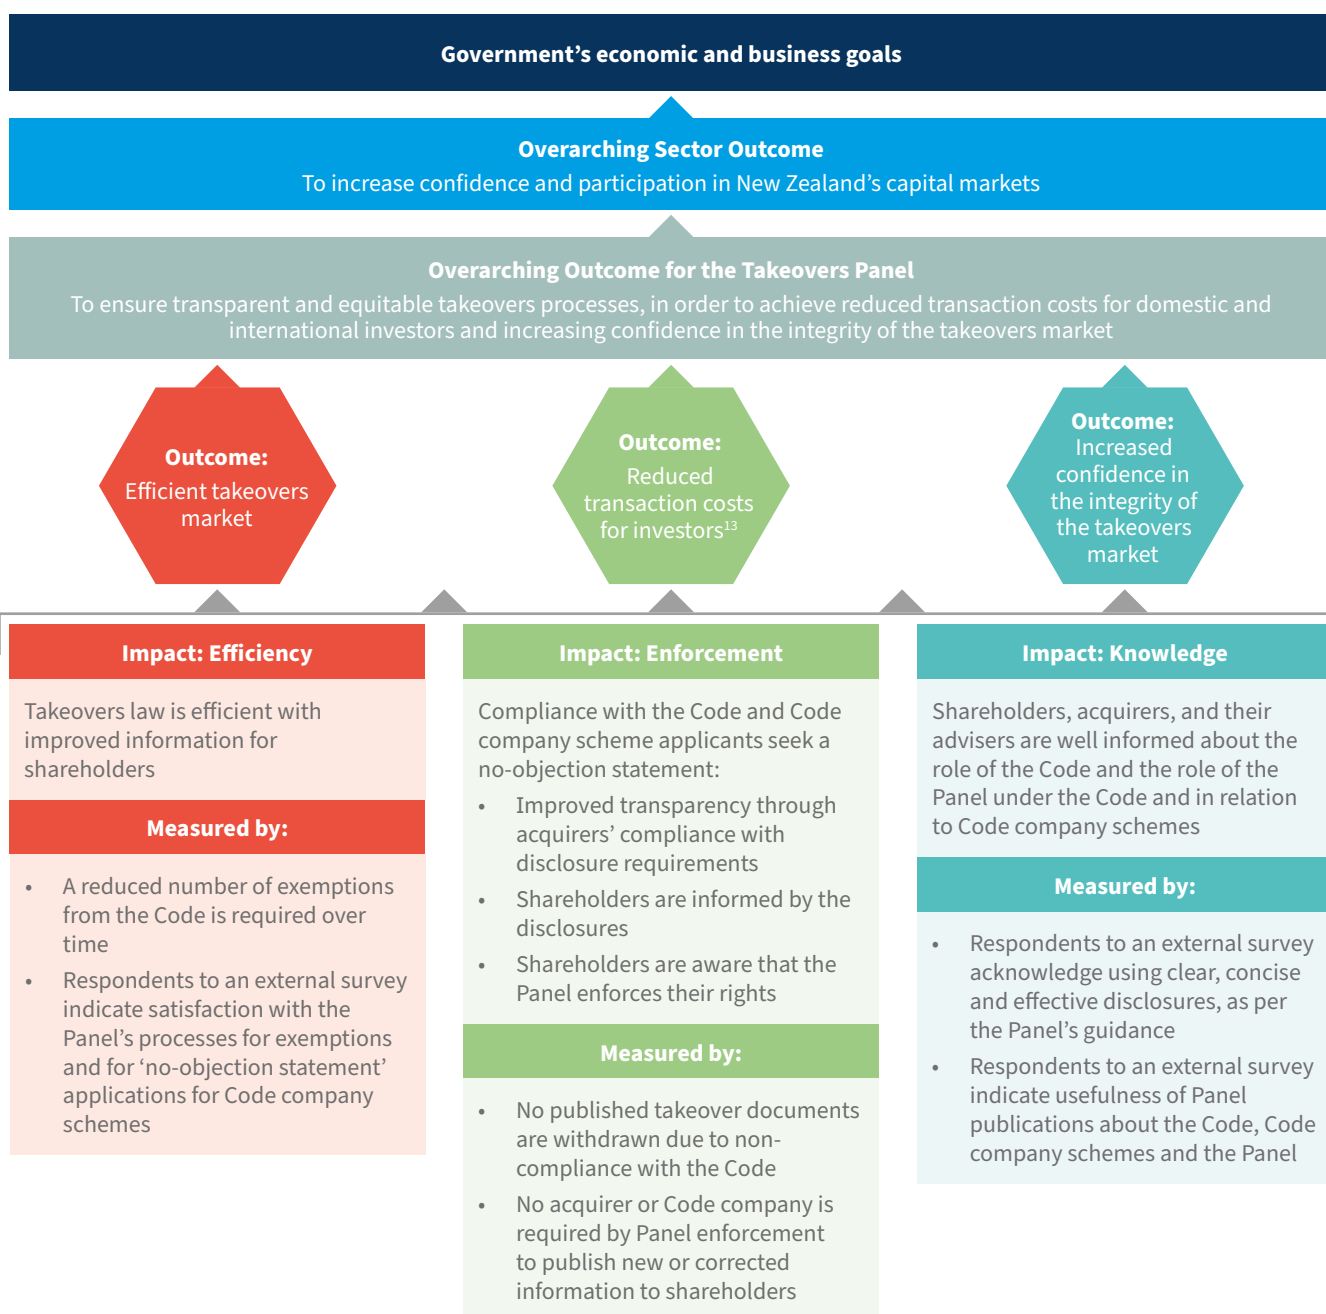 Government’s economic and business goals
Overarching Sector Outcome
To increase confidence and participation in New Zealand’s capital markets
Overarching Outcome for the Takeovers Panel
To ensure transparent and equitable takeovers processes, in order to achieve reduced transaction costs for domestic and
international investors and increasing confidence in the integrity of the takeovers market
Outcome:
Efficient takeovers
market
Outcome:
Reduced
transaction costs
for investors¹³
Outcome:
Increased
confidence in
the integrity of
the takeovers
market
Impact: Efficiency
Takeovers law is efficient with
improved information for
shareholders
Measured by:
• A reduced number of exemptions
from the Code is required over
time
• Respondents to an external survey
indicate satisfaction with the
Panel’s processes for exemptions
and for ‘no-objection statement’
applications for Code company
schemes
Impact: Enforcement
Compliance with the Code and Code
company scheme applicants seek a
no-objection statement:
• Improved transparency through
acquirers’ compliance with
disclosure requirements
• Shareholders are informed by the
disclosures
• Shareholders are aware that the
Panel enforces their rights
Measured by:
• No published takeover documents
are withdrawn due to non-
compliance with the Code
• No acquirer or Code company is
required by Panel enforcement
to publish new or corrected
information to shareholders
Impact: Knowledge
Shareholders, acquirers, and their
advisers are well informed about the
role of the Code and the role of the
Panel under the Code and in relation
to Code company schemes
Measured by:
• Respondents to an external survey
acknowledge using clear, concise
and effective disclosures, as per
the Panel’s guidance
• Respondents to an external survey
indicate usefulness of Panel
publications about the Code, Code
company schemes and the Panel